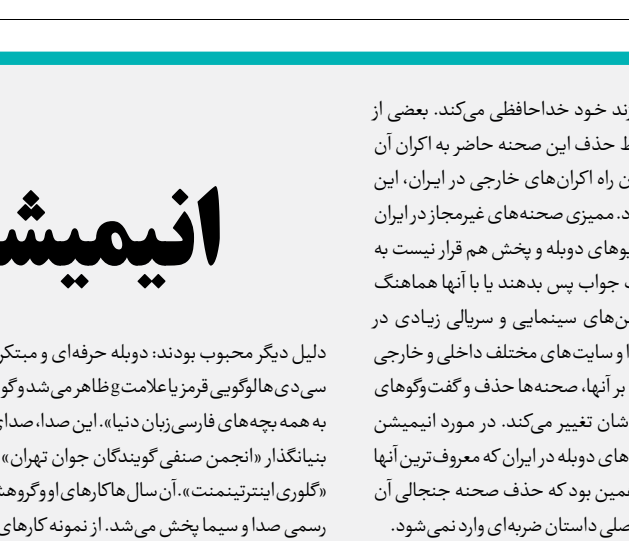 رند خود خداحافظی می‌کند. بعضی از
حذف این صحنه حاضر به اکران آن
راه اکران‌های خارجی در ایران، این
ممیزی صحنه‌های غیرمجاز در ایران
دوبله و پخش هم قرار نیست به
جواب پس بدهند یا با آنها هماهنگ
سینمایی و سریالی زیادی در
و سایت‌های مختلف داخلی و خارجی
بر آنها، صحنه‌ها حذف و گفت‌وگوهای
تغییر می‌کند. در مورد انیمیشن
دوبله در ایران که معروف‌ترین آنها
همین بود که حذف صحنه جنجالی آن
داستان ضربه‌ای وارد نمی‌شود.
انیمیشـ
دلیل دیگر محبوب بودند: دوبله حرفه‌ای و مبتکر
سی‌دی‌ها لوگویی قرمز یا علامت g ظاهر می‌شد و گو
به همه بچه‌های فارسی‌زبان دنیا». این صدا، صدای
بنیانگذار «انجمن صنفی گویندگان جوان تهران»
«گلوری اینترتینمنت». آن سال‌ها کارهای او و گروهش
رسمی صدا و سیما پخش می‌شد. از نمونه کارهای